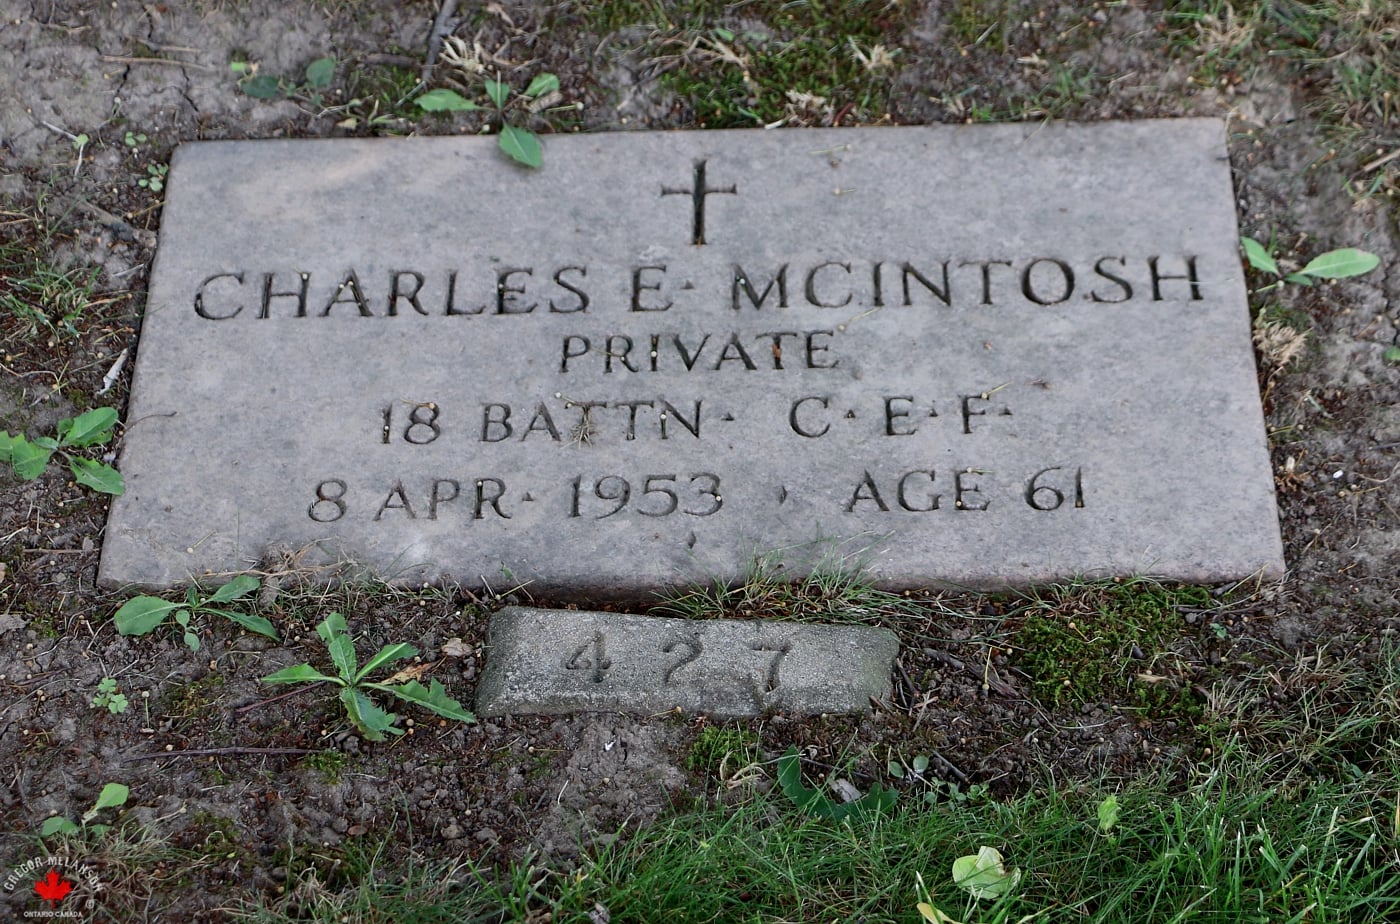 CHARLES E· MCINTOSH
PRIVATE
18 BATTN· C·E·F·
8 APR· 1953 · AGE 61
427
GREGOR MELANSON
©
ONTARIO CANADA